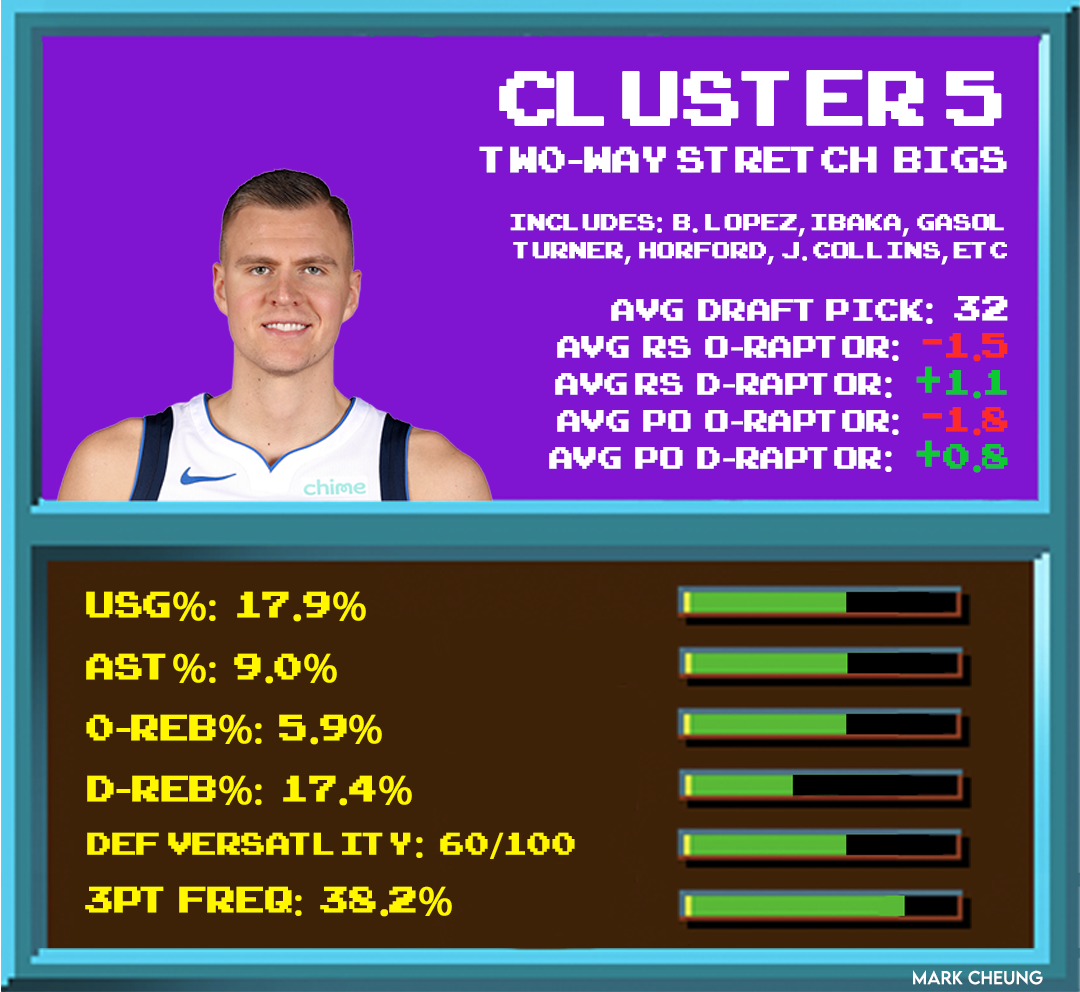 CLUSTER 5
TWO-WAY STRETCH BIGS
INCLUDES: B. LOPEZ, IBAKA, GASOL
TURNER, HORFORD, J. COLLINS, ETC
AVG DRAFT PICK: 32
AVG RS O-RAPTOR: -1.5
AVG RS D-RAPTOR: +1.1
AVG PO O-RAPTOR: -1.8
AVG PO D-RAPTOR: +0.8
chime
USG%: 17.9%
AST%: 9.0%
O-REB%: 5.9%
D-REB%: 17.4%
DEF VERSATLITY: 60/100
3PT FREQ: 38.2%
MARK CHEUNG